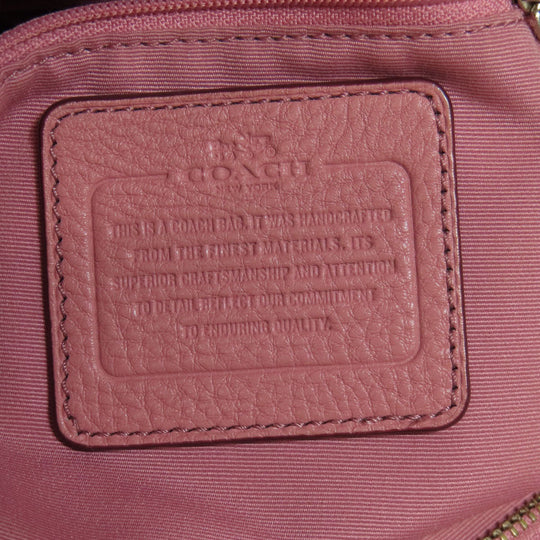 COACH
NEW YORK
THIS IS A COACH BAG. IT WAS HANDCRAFTED
FROM THE FINEST MATERIALS. ITS
SUPERIOR CRAFTSMANSHIP AND ATTENTION
TO DETAIL REFLECT OUR COMMITMENT
TO ENDURING QUALITY.